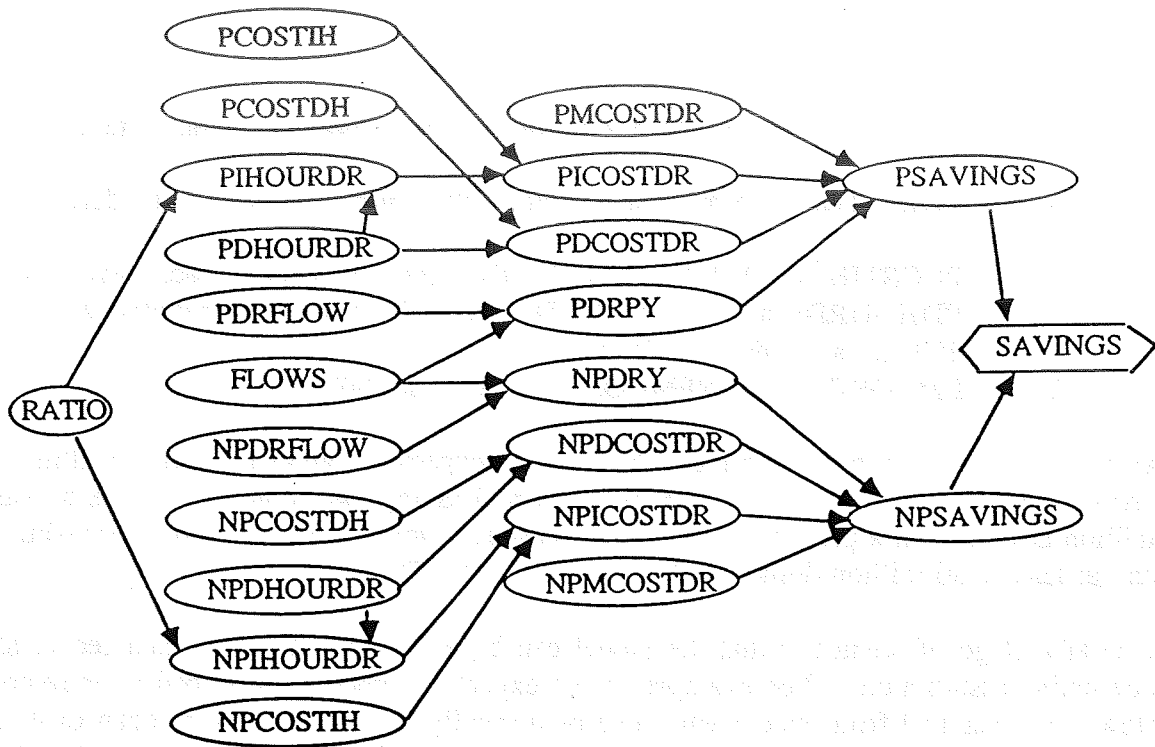 PCOSTIH
PCOSTDH
PMCOSTDR
PIHOURDR
PICOSTDR
PSAVINGS
PDHOURDR
PDCOSTDR
PDRFLOW
PDRPY
SAVINGS
FLOWS
NPDRY
RATIO
NPDRFLOW
NPDCOSTDR
NPCOSTDH
NPICOSTDR
NPSAVINGS
NPDHOURDR
NPMCOSTDR
NPIHOURDR
NPCOSTIH